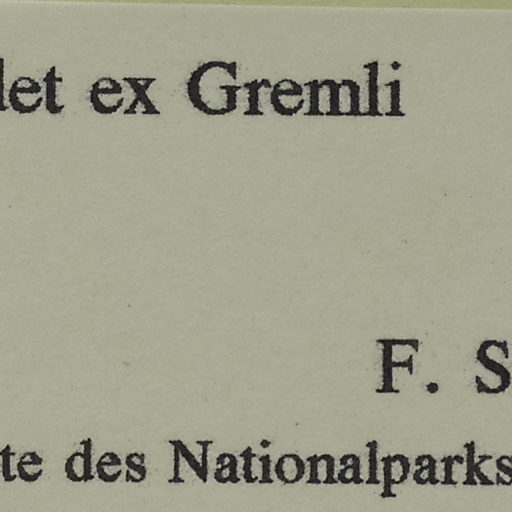 let ex Gremli
F. S
te des Nationalparks